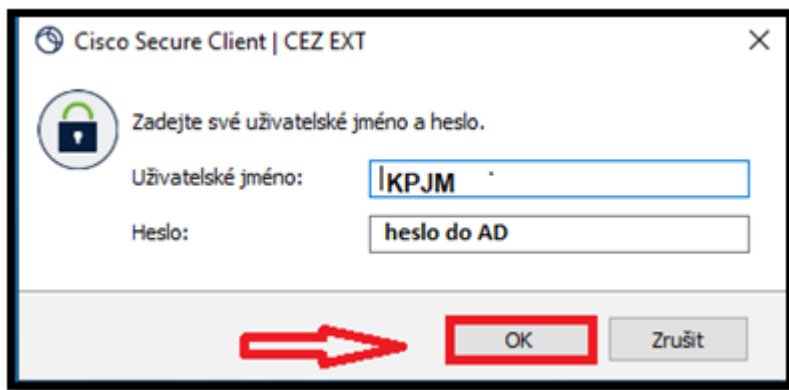 Cisco Secure Client | CEZ EXT
Zadejte své uživatelské jméno a heslo.
Uživatelské jméno: KPJM
Heslo: heslo do AD
OK Zrušit